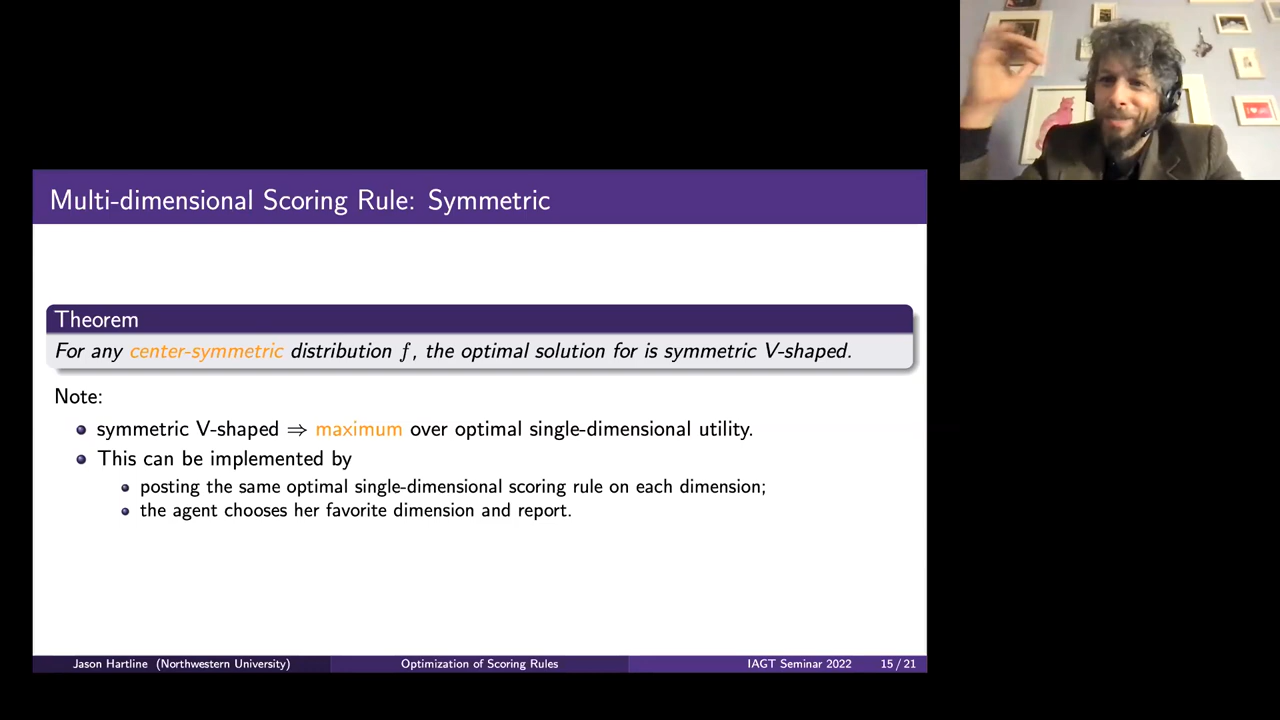 Multi-dimensional Scoring Rule: Symmetric
Theorem
For any center-symmetric distribution f, the optimal solution for is symmetric V-shaped.
Note:
symmetric V-shaped ⇒ maximum over optimal single-dimensional utility.
This can be implemented by
posting the same optimal single-dimensional scoring rule on each dimension;
the agent chooses her favorite dimension and report.
Jason Hartline (Northwestern University) Optimization of Scoring Rules IAGT Seminar 2022 15 / 21